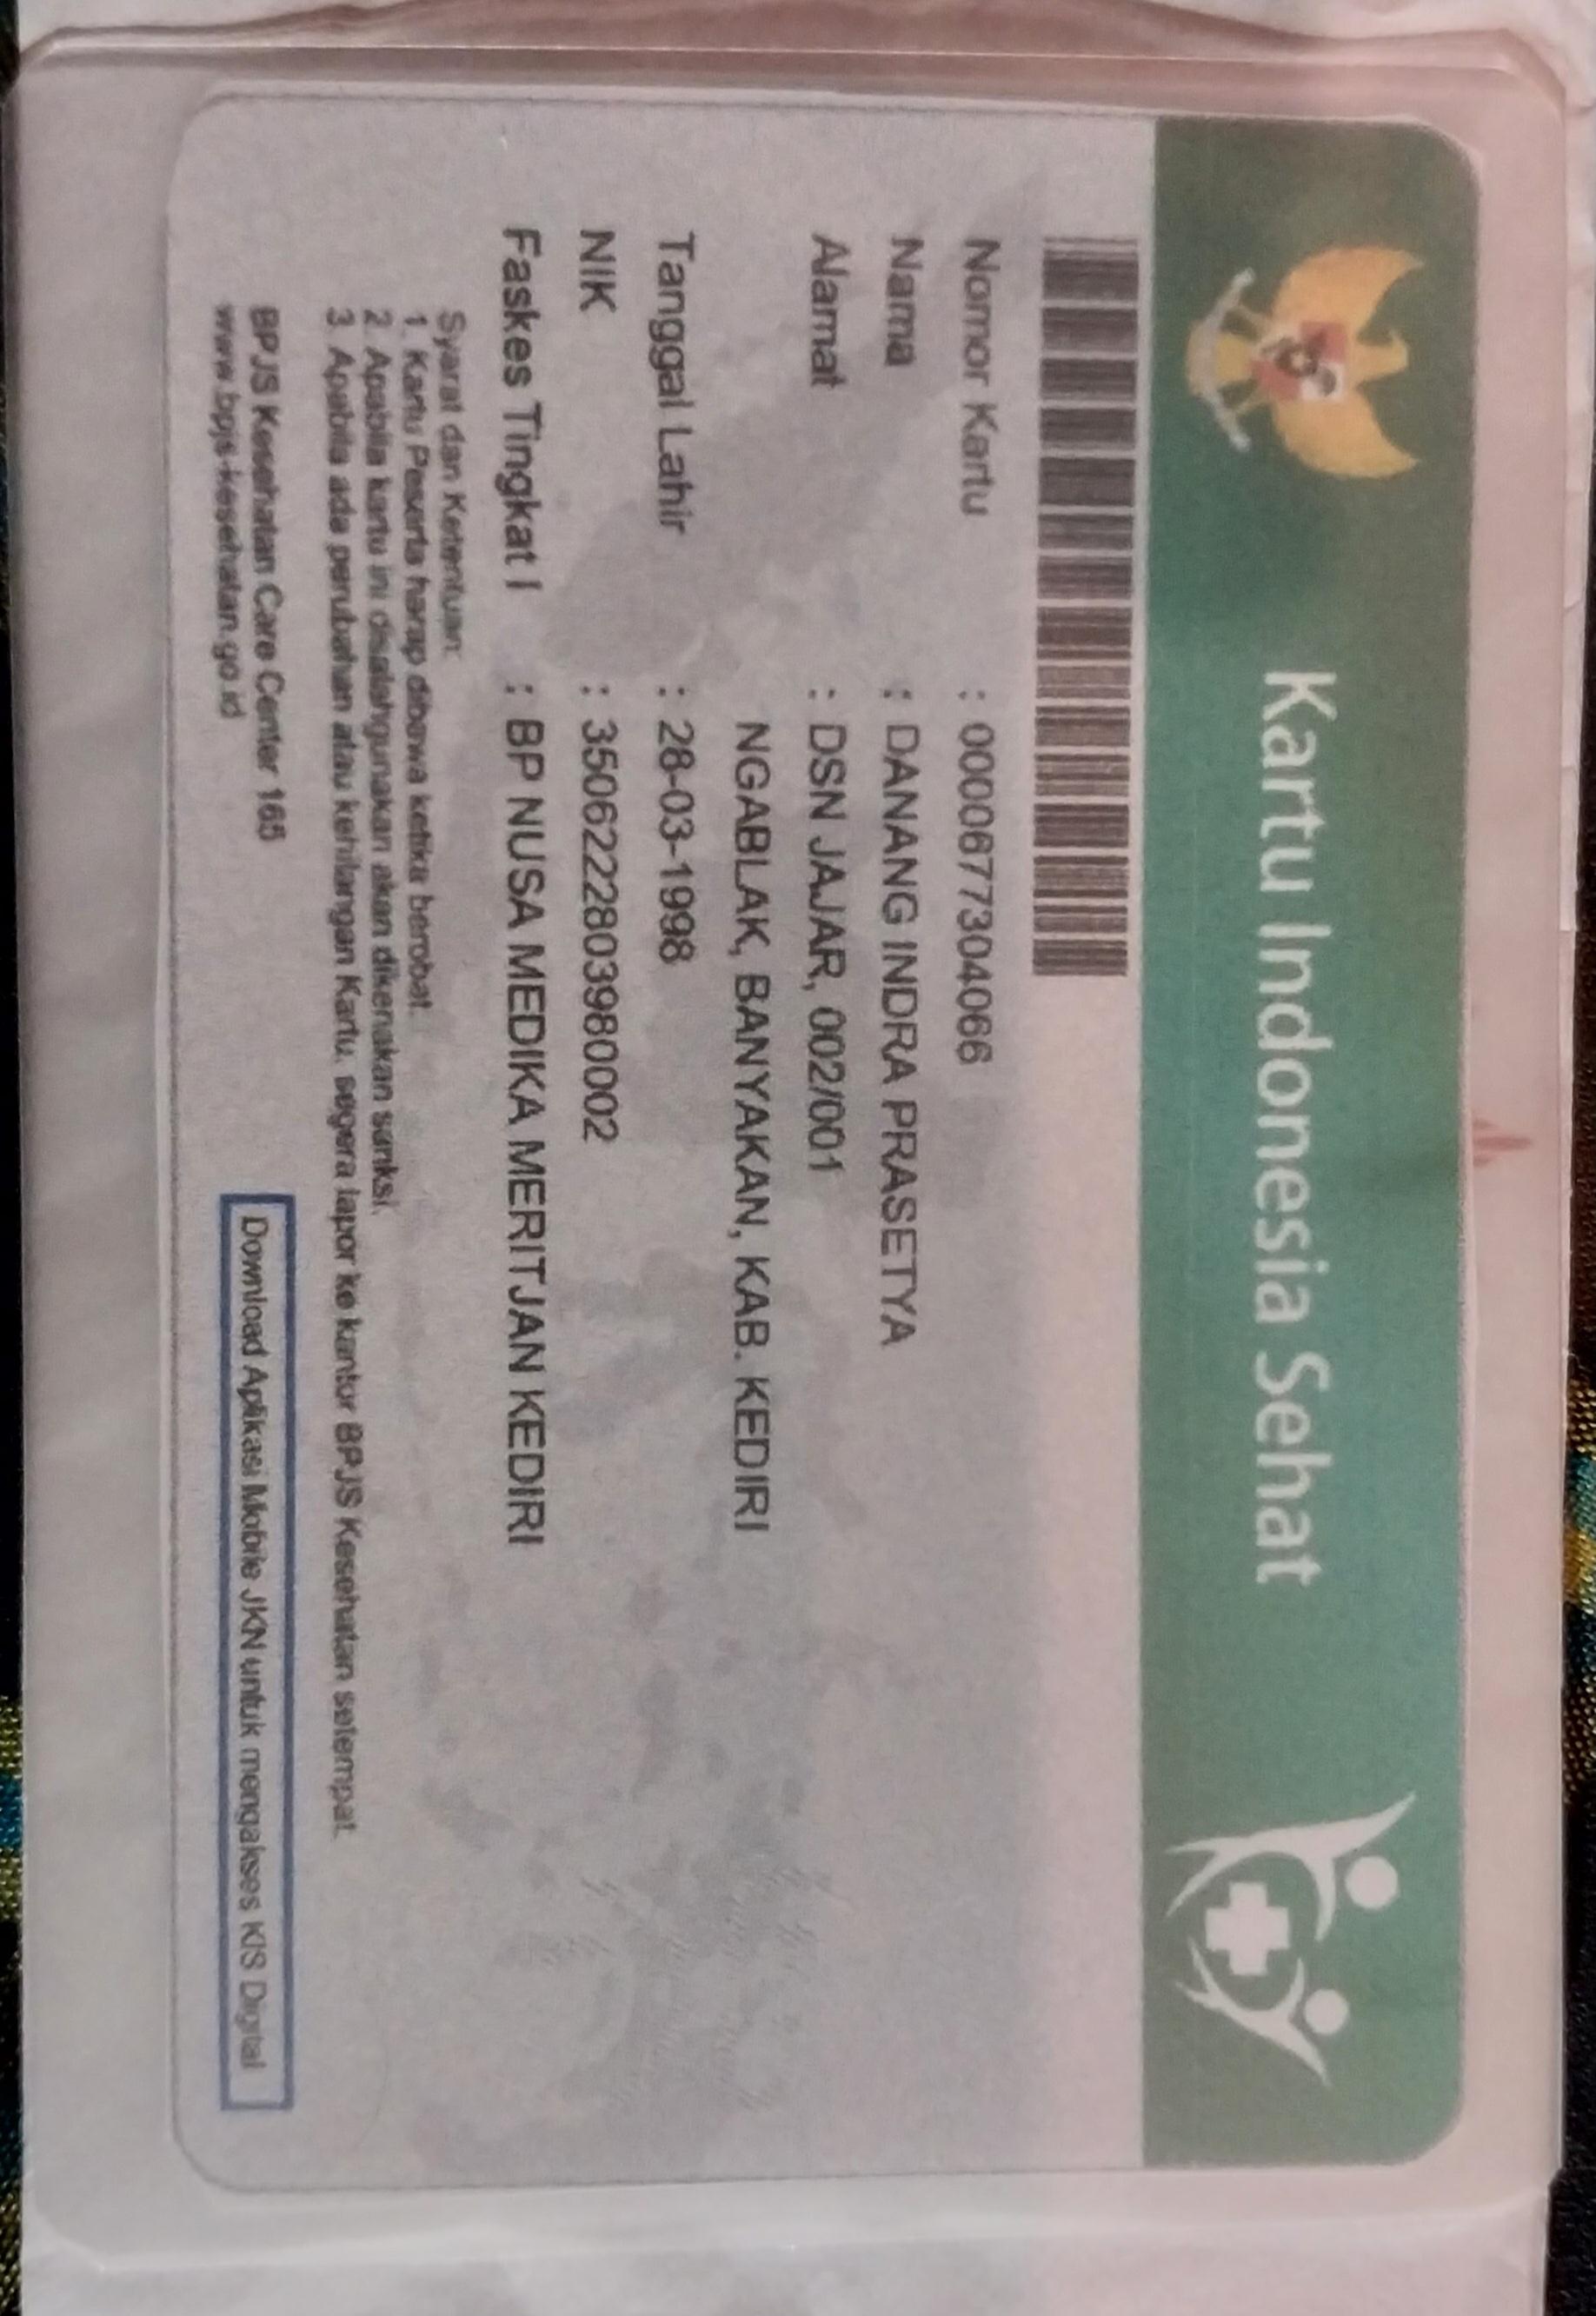 Kartu Indonesia Sehat
Nomor Kartu : 0000677304066
Nama : DANANG INDRA PRASETYA
Alamat : DSN JAJAR, 002/001
NGABLAK, BANYAKAN, KAB. KEDIRI
Tanggal Lahir : 28-03-1998
NIK : 3506222803980002
Faskes Tingkat I : BP NUSA MEDIKA MERITJAN KEDIRI
Syarat dan Ketentuan:
1. Kartu Peserta harap dibawa ketika berobat.
2. Apabila kartu ini disalahgunakan akan dikenakan sanksi.
3. Apabila ada perubahan atau kehilangan Kartu, segera lapor ke kantor BPJS Kesehatan setempat.
BPJS Kesehatan Care Center 165
www.bpjs-kesehatan.go.id
Download Aplikasi Mobile JKN untuk mengakses KIS Digital